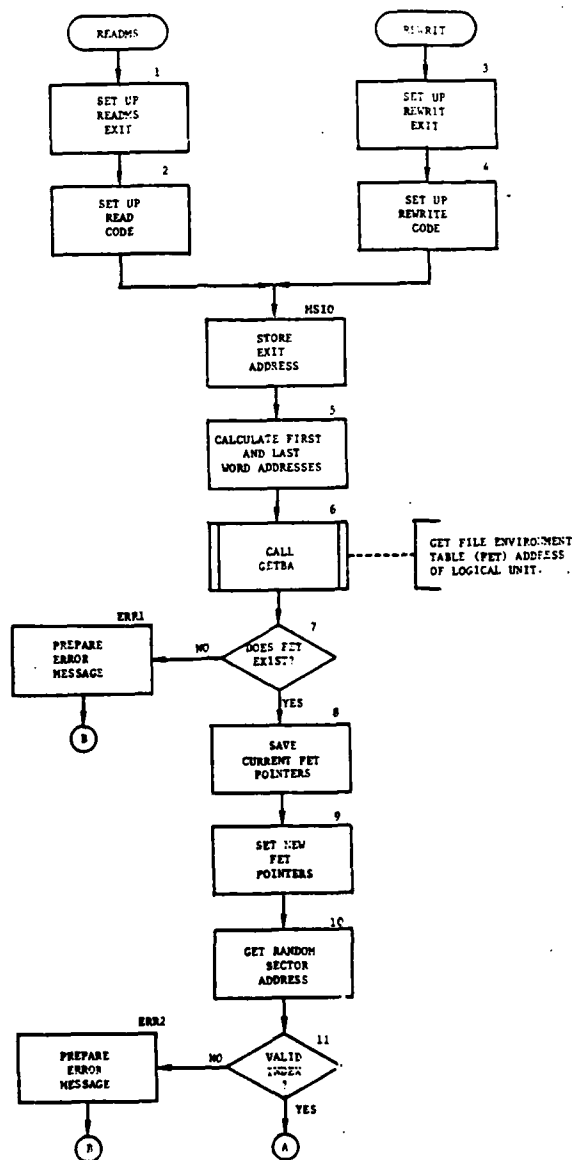 READMS
REWRIT
1
SET UP
READMS
EXIT
3
SET UP
REWRIT
EXIT
2
SET UP
READ
CODE
4
SET UP
REWRITE
CODE
MSIO
STORE
EXIT
ADDRESS
5
CALCULATE FIRST
AND LAST
WORD ADDRESSES
6
CALL
GETBA
GET FILE ENVIRONMENT
TABLE (FET) ADDRESS
OF LOGICAL UNIT.
7
DOES FET
EXIST?
NO
YES
ERR1
PREPARE
ERROR
MESSAGE
B
8
SAVE
CURRENT FET
POINTERS
9
SET NEW
FET
POINTERS
10
GET RANDOM
SECTOR
ADDRESS
11
VALID
INDEX
?
NO
YES
ERR2
PREPARE
ERROR
MESSAGE
B
A